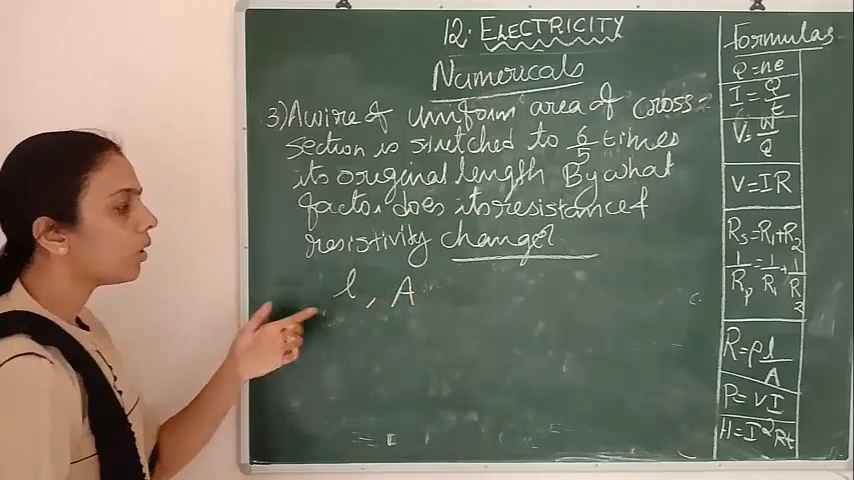 12. ELECTRICITY
Numericals
3) A wire of uniform area of cross-
section is stretched to 6/5 times
its original length By what
factor does its resistance &
resistivity change?
l, A
Formulas
Q = ne
I = Q/t
V = W/Q
V = IR
Rs = R1 + R2
1/Rp = 1/R1 + 1/R2
R = ρ l/A
P = VI
H = I²Rt